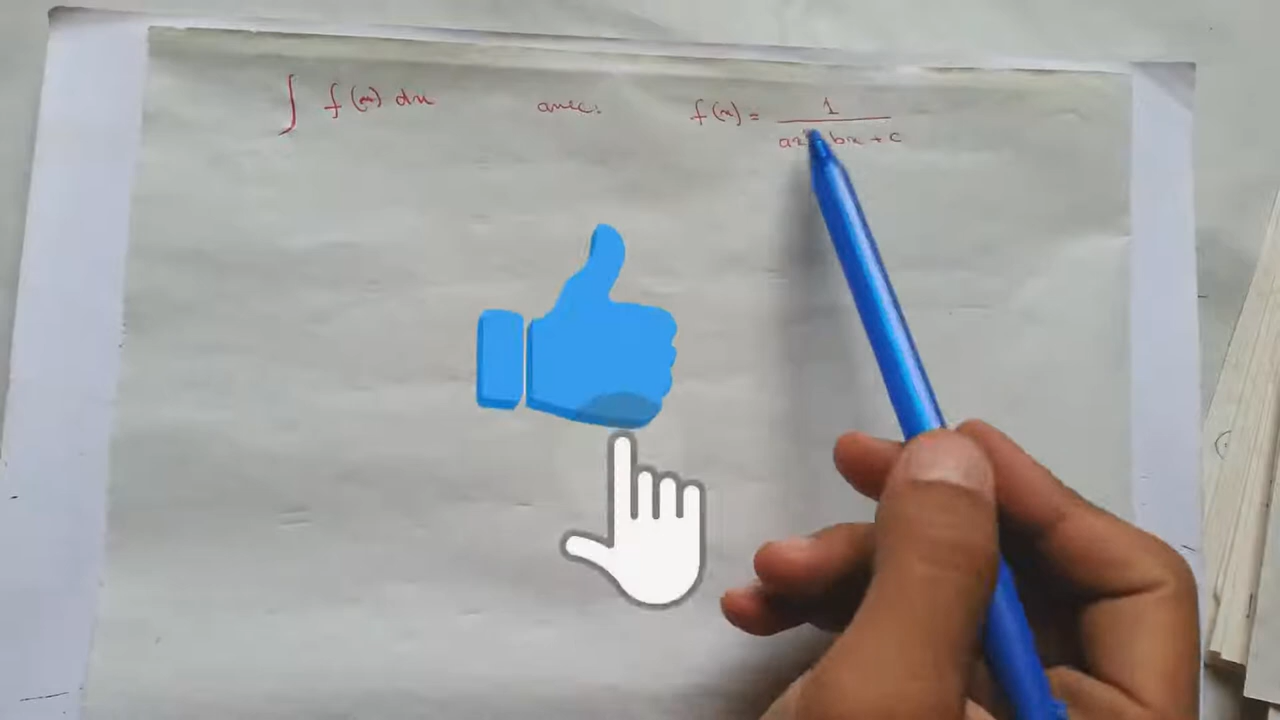 ∫ f(x) dx avec: f(x) = 1 / ax² + bx + c